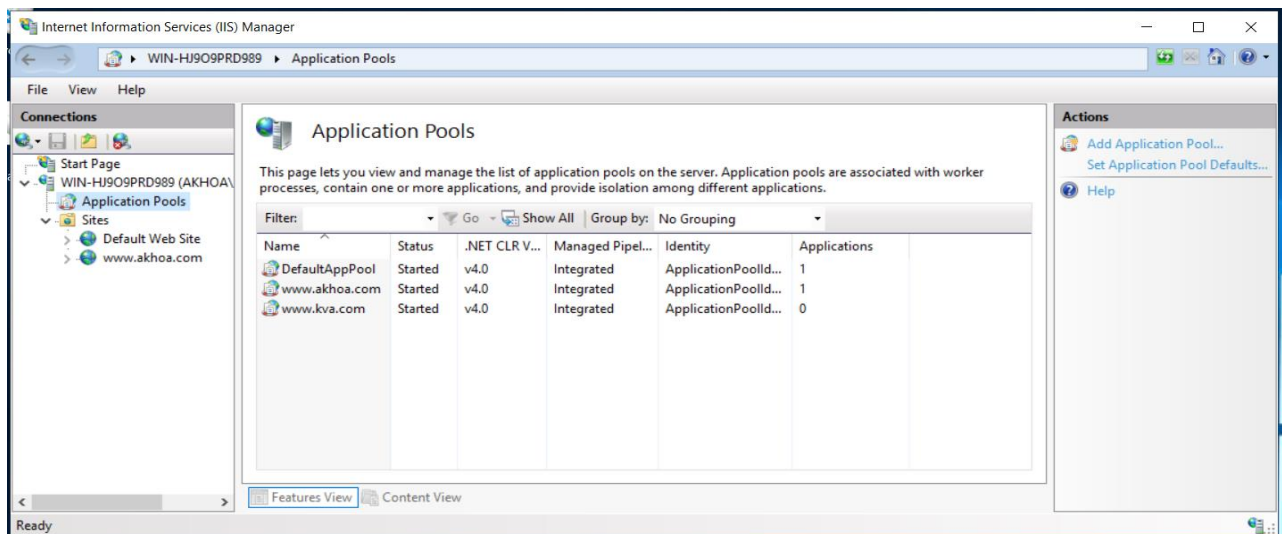 Internet Information Services (IIS) Manager
WIN-HJ9O9PRD989 Application Pools
File View Help
Connections
Start Page
WIN-HJ9O9PRD989 (AKHOA\
Application Pools
Sites
Default Web Site
www.akhoa.com
Application Pools
This page lets you view and manage the list of application pools on the server. Application pools are associated with worker
processes, contain one or more applications, and provide isolation among different applications.
Filter: Go Show All Group by: No Grouping
Name Status .NET CLR V... Managed Pipel... Identity Applications
DefaultAppPool Started v4.0 Integrated ApplicationPoolId... 1
www.akhoa.com Started v4.0 Integrated ApplicationPoolId... 1
www.kva.com Started v4.0 Integrated ApplicationPoolId... 0
Features View Content View
Actions
Add Application Pool...
Set Application Pool Defaults...
Help
Ready